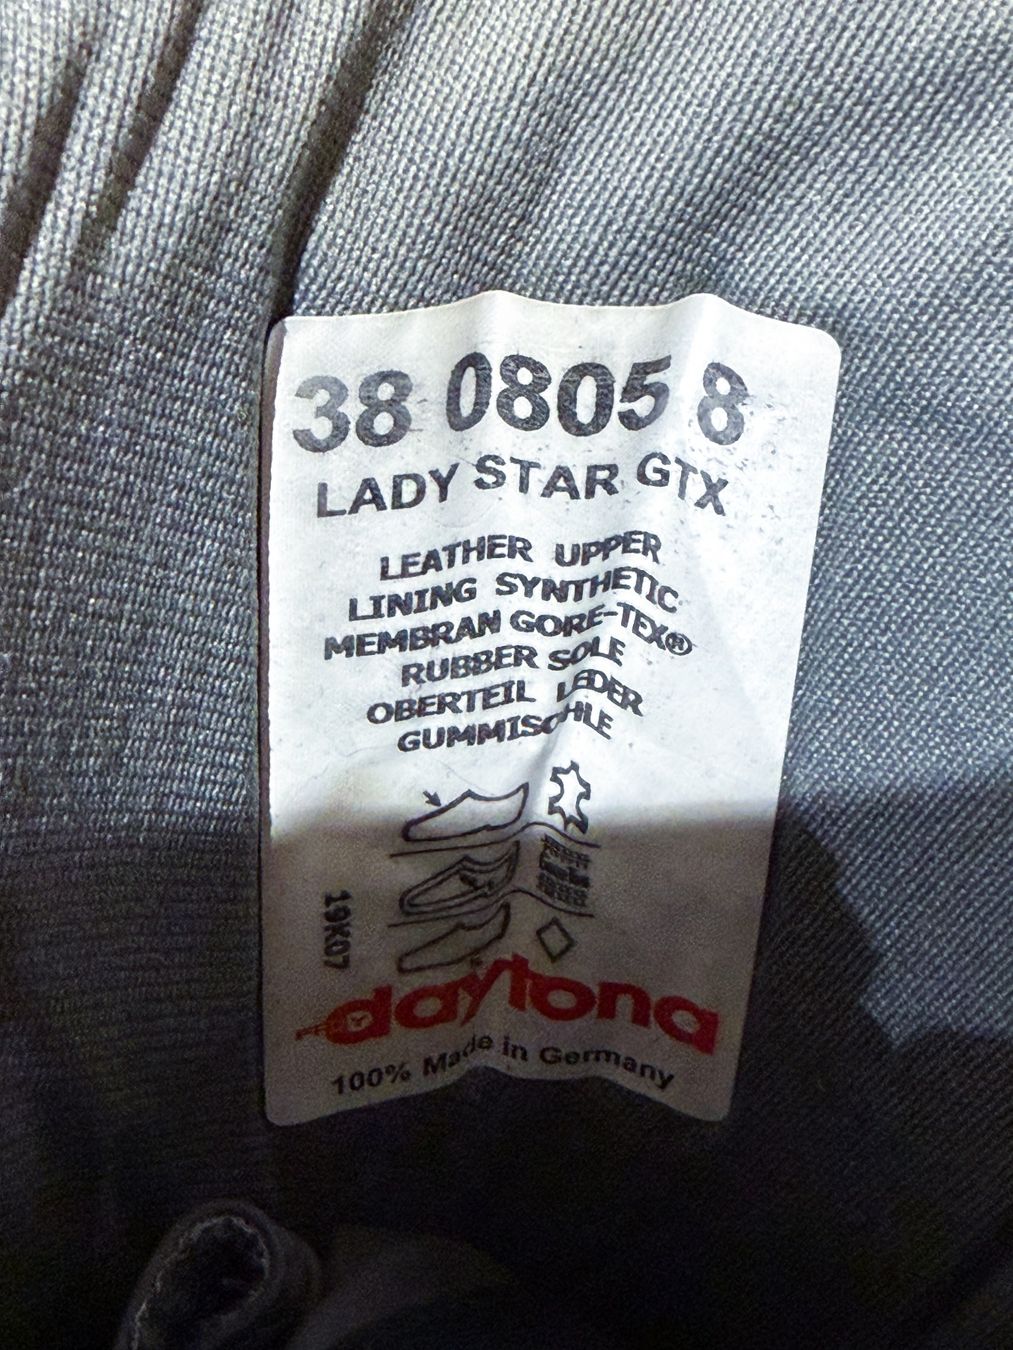 38 0805 8
LADY STAR GTX
LEATHER UPPER
LINING SYNTHETIC
MEMBRAN GORE-TEX®
RUBBER SOLE
OBERTEIL LEDER
GUMMISOHLE
19K07
daytona
100% Made in Germany